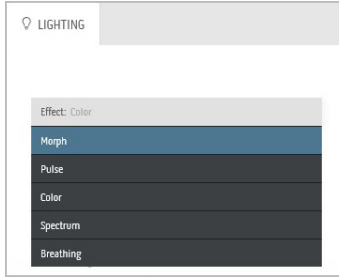 LIGHTING
Effect: Color
Morph
Pulse
Color
Spectrum
Breathing